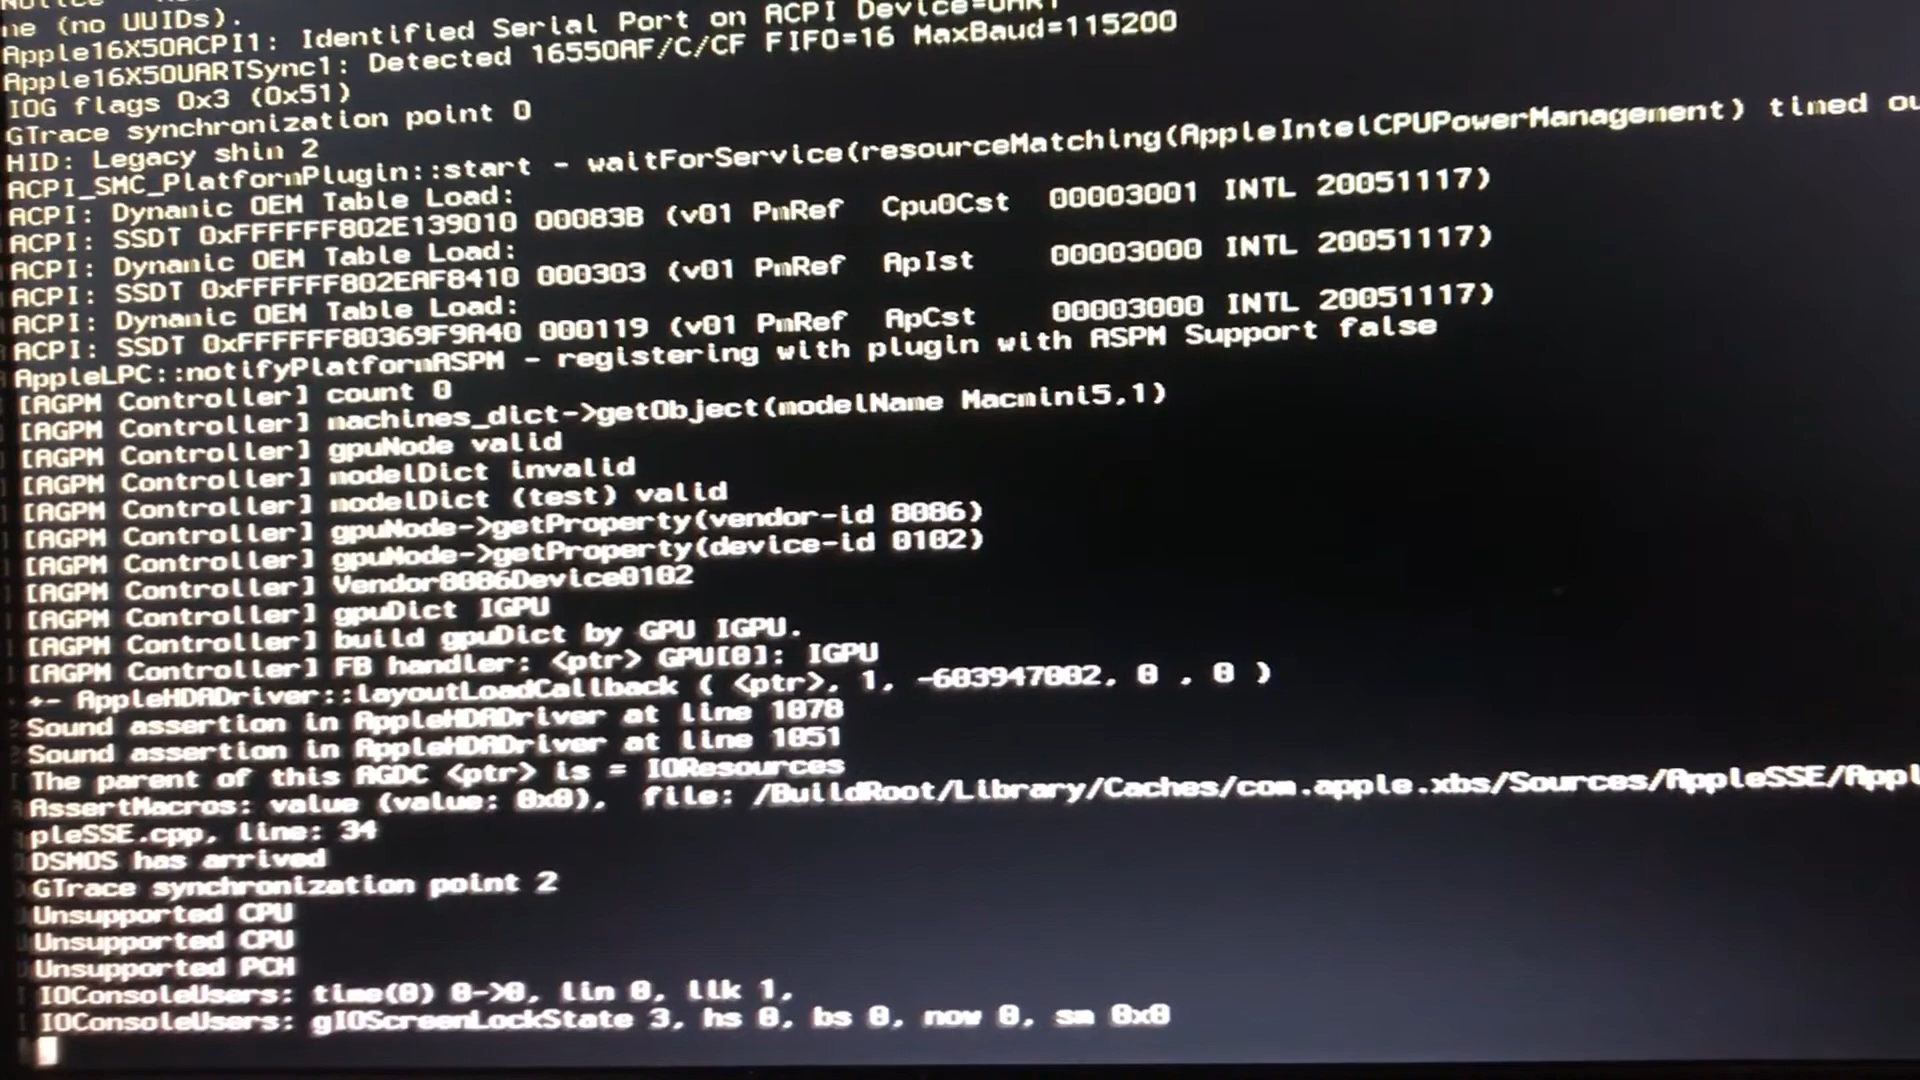 ne (no UUIDs).
Apple16X50ACPI1: Identified Serial Port on ACPI Device=UART
Apple16X50UARTSync1: Detected 16550AF/C/CF FIFO=16 MaxBaud=115200
IOG flags 0x3 (0x51)
GTrace synchronization point 0
HID: Legacy shim 2
ACPI_SMC_PlatformPlugin::start - waitForService(resourceMatching(AppleIntelCPUPowerManagement) timed ou
ACPI: Dynamic OEM Table Load:
ACPI: SSDT 0xFFFFFF802E139010 00083B (v01 PmRef Cpu0Cst 00003001 INTL 20051117)
ACPI: Dynamic OEM Table Load:
ACPI: SSDT 0xFFFFFF802EAF8410 000303 (v01 PmRef ApIst 00003000 INTL 20051117)
ACPI: Dynamic OEM Table Load:
ACPI: SSDT 0xFFFFFF80369F9A40 000119 (v01 PmRef ApCst 00003000 INTL 20051117)
AppleLPC::notifyPlatformASPM - registering with plugin with ASPM Support false
[AGPM Controller] count 0
[AGPM Controller] machines_dict->getObject(modelName Macmini5,1)
[AGPM Controller] gpuNode valid
[AGPM Controller] modelDict invalid
[AGPM Controller] modelDict (test) valid
[AGPM Controller] gpuNode->getProperty(vendor-id 8086)
[AGPM Controller] gpuNode->getProperty(device-id 0102)
[AGPM Controller] Vendor8086Device0102
[AGPM Controller] gpuDict IGPU
[AGPM Controller] build gpuDict by GPU IGPU.
[AGPM Controller] FB handler: <ptr> GPU[0]: IGPU
+- AppleHDADriver::layoutLoadCallback ( <ptr>, 1, -603947002, 0 , 0 )
Sound assertion in AppleHDADriver at line 1078
Sound assertion in AppleHDADriver at line 1051
The parent of this AGDC <ptr> is = IOResources
AssertMacros: value (value: 0x0), file: /BuildRoot/Library/Caches/com.apple.xbs/Sources/AppleSSE/Appl
pleSSE.cpp, line: 34
DSMOS has arrived
GTrace synchronization point 2
Unsupported CPU
Unsupported CPU
Unsupported PCH
IOConsoleUsers: time(0) 0->0, lin 0, llk 1,
IOConsoleUsers: gIOScreenLockState 3, hs 0, bs 0, now 0, sm 0x0